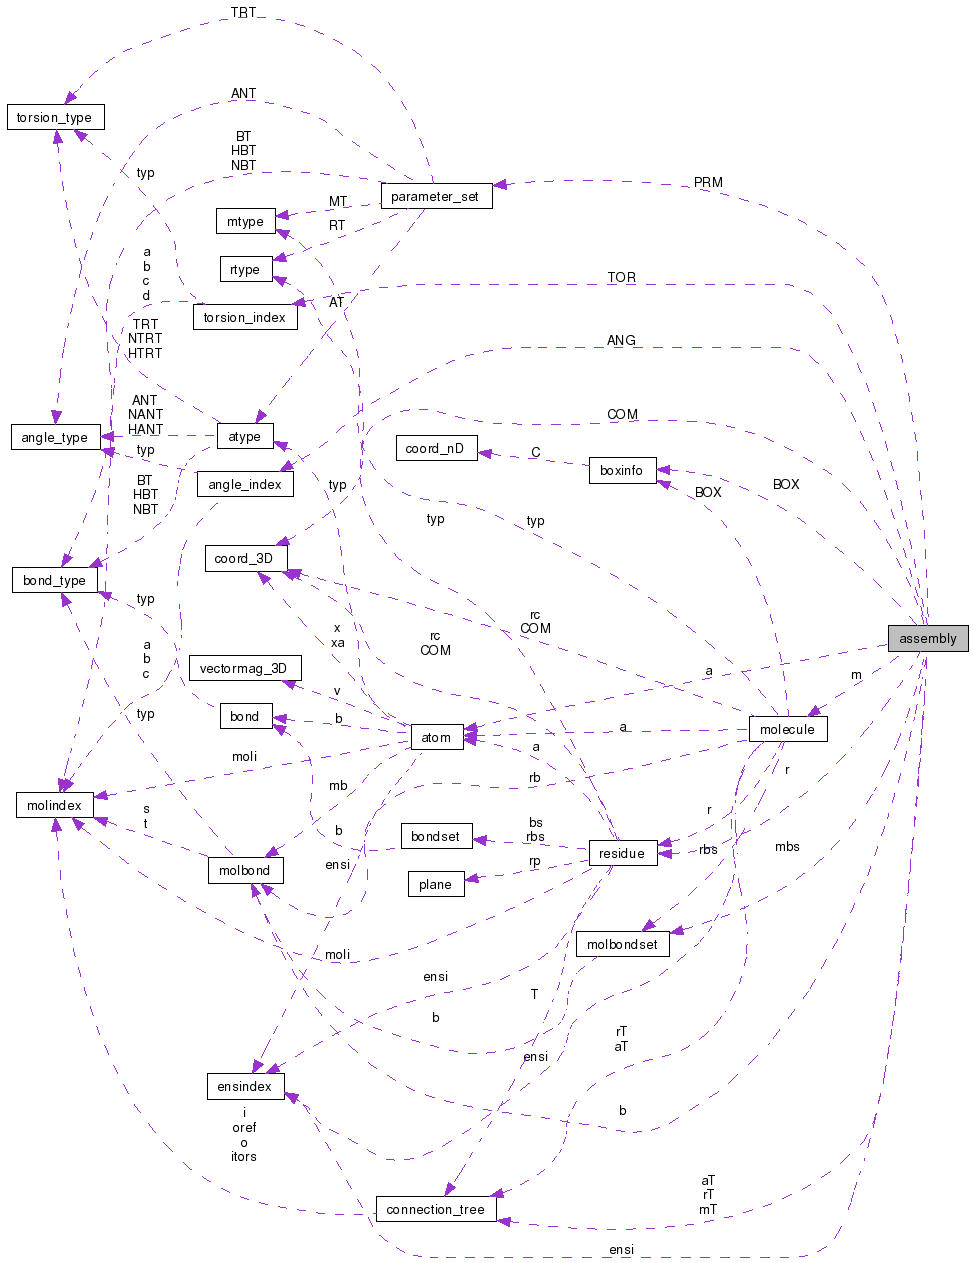 TBT
ANT
torsion_type
BT
HBT
NBT
typ
PRM
parameter_set
MT
mtype
RT
a
b
c
d
rtype
TOR
AT
torsion_index
TRT
NTRT
HTRT
ANG
ANT
NANT
HANT
COM
angle_type
atype
coord_nD
C
typ
boxinfo
BT
HBT
NBT
angle_index
typ
BOX
BOX
typ
typ
coord_3D
bond_type
typ
rc
COM
x
xa
rc
COM
assembly
a
b
c
vectormag_3D
a
m
v
typ
bond
b
atom
a
molecule
moli
a
rb
r
mb
molindex
s
t
b
bondset
bs
rbs
r
rbs
mbs
residue
ensi
rp
molbond
plane
molbondset
moli
ensi
T
b
rT
aT
ensi
ensindex
i
oref
o
itors
b
aT
rT
mT
connection_tree
ensi